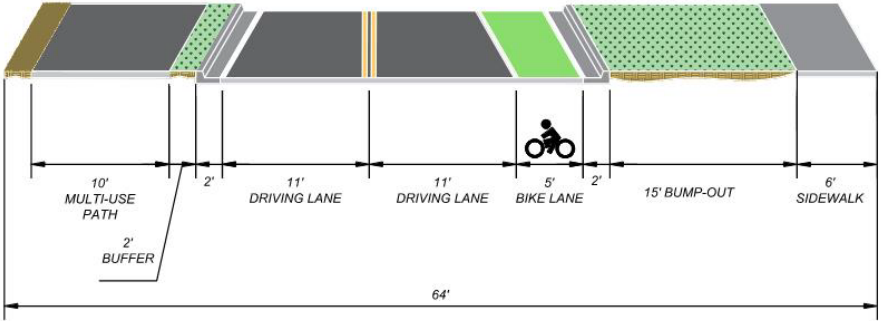 10'
MULTI-USE
PATH
2'
BUFFER
2'
11'
DRIVING LANE
11'
DRIVING LANE
5'
BIKE LANE
2'
15' BUMP-OUT
6'
SIDEWALK
64'